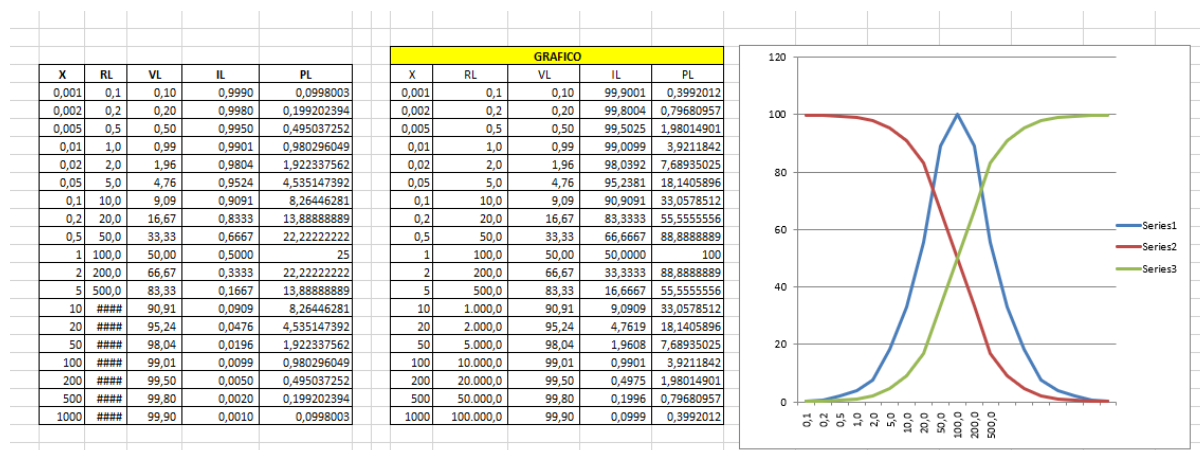 GRAFICO
X RL VL IL PL
0,001 0,1 0,10 0,9990 0,0998003
0,002 0,2 0,20 0,9980 0,199202394
0,005 0,5 0,50 0,9950 0,495037252
0,01 1,0 0,99 0,9901 0,980296049
0,02 2,0 1,96 0,9804 1,922337562
0,05 5,0 4,76 0,9524 4,535147392
0,1 10,0 9,09 0,9091 8,26446281
0,2 20,0 16,67 0,8333 13,88888889
0,5 50,0 33,33 0,6667 22,22222222
1 100,0 50,00 0,5000 25
2 200,0 66,67 0,3333 22,22222222
5 500,0 83,33 0,1667 13,88888889
10 #### 90,91 0,0909 8,26446281
20 #### 95,24 0,0476 4,535147392
50 #### 98,04 0,0196 1,922337562
100 #### 99,01 0,0099 0,980296049
200 #### 99,50 0,0050 0,495037252
500 #### 99,80 0,0020 0,199202394
1000 #### 99,90 0,0010 0,0998003
X RL VL IL PL
0,001 0,1 0,10 99,9001 0,3992012
0,002 0,2 0,20 99,8004 0,79680957
0,005 0,5 0,50 99,5025 1,98014901
0,01 1,0 0,99 99,0099 3,9211842
0,02 2,0 1,96 98,0392 7,68935025
0,05 5,0 4,76 95,2381 18,1405896
0,1 10,0 9,09 90,9091 33,0578512
0,2 20,0 16,67 83,3333 55,5555556
0,5 50,0 33,33 66,6667 88,8888889
1 100,0 50,00 50,0000 100
2 200,0 66,67 33,3333 88,8888889
5 500,0 83,33 16,6667 55,5555556
10 1.000,0 90,91 9,0909 33,0578512
20 2.000,0 95,24 4,7619 18,1405896
50 5.000,0 98,04 1,9608 7,68935025
100 10.000,0 99,01 0,9901 3,9211842
200 20.000,0 99,50 0,4975 1,98014901
500 50.000,0 99,80 0,1996 0,79680957
1000 100.000,0 99,90 0,0999 0,3992012
120
100
80
60
40
20
0
0,1 0,2 0,5 1,0 2,0 5,0 10,0 20,0 50,0 100,0 200,0 500,0
Series1
Series2
Series3